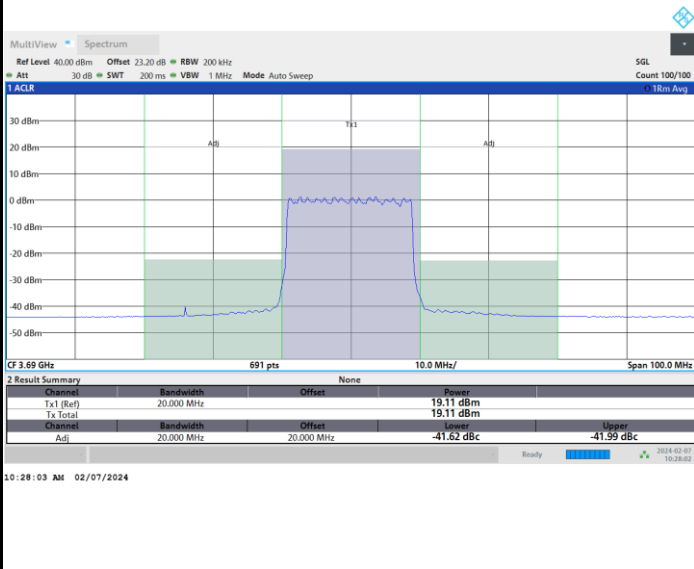 MultiView Spectrum
Ref Level 40.00 dBm Offset 23.20 dB RBW 200 kHz SGL
Att 30 dB SWT 200 ms VBW 1 MHz Mode Auto Sweep Count 100/100
1 ACLR 1Rm Avg
Tx1
30 dBm
Adj Adj
20 dBm
10 dBm
0 dBm
-10 dBm
-20 dBm
-30 dBm
-40 dBm
-50 dBm
CF 3.69 GHz 691 pts 10.0 MHz/ Span 100.0 MHz
2 Result Summary None
Channel Bandwidth Offset Power
Tx1 (Ref) 20.000 MHz 19.11 dBm
Tx Total 19.11 dBm
Channel Bandwidth Offset Lower Upper
Adj 20.000 MHz 20.000 MHz -41.62 dBc -41.99 dBc
Ready 2024-02-07
10:28:02
10:28:03 AM 02/07/2024